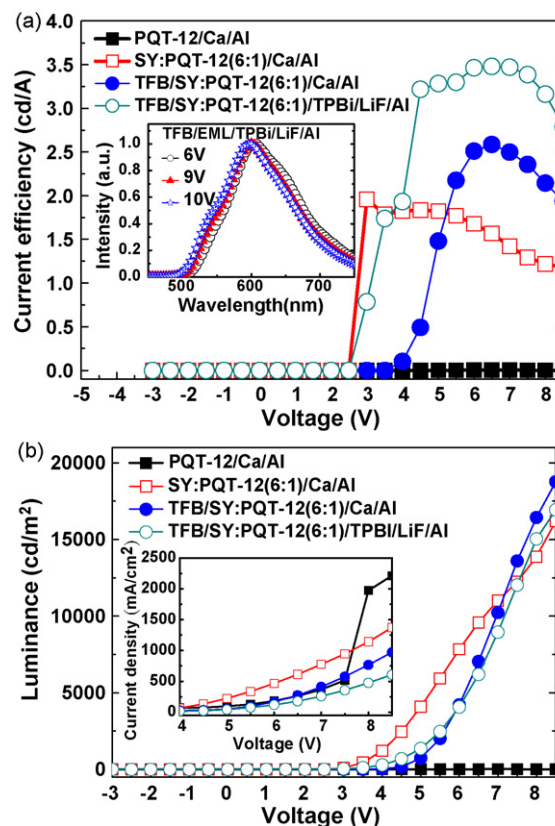 (a)
4.0
3.5
3.0
2.5
2.0
1.5
1.0
0.5
0.0
Current efficiency (cd/A)
PQT-12/Ca/Al
SY:PQT-12(6:1)/Ca/Al
TFB/SY:PQT-12(6:1)/Ca/Al
TFB/SY:PQT-12(6:1)/TPBi/LiF/Al
TFB/EML/TPBi/LiF/Al
6V
9V
10V
Intensity (a.u.)
1.0
0.8
0.6
0.4
0.2
0.0
500 600 700
Wavelength(nm)
-5 -4 -3 -2 -1 0 1 2 3 4 5 6 7 8
Voltage (V)
(b)
20000
15000
10000
5000
0
Luminance (cd/m²)
PQT-12/Ca/Al
SY:PQT-12(6:1)/Ca/Al
TFB/SY:PQT-12(6:1)/Ca/Al
TFB/SY:PQT-12(6:1)/TPBI/LiF/Al
Current density (mA/cm²)
2500
2000
1500
1000
500
0
4 5 6 7 8
Voltage (V)
-3 -2 -1 0 1 2 3 4 5 6 7 8
Voltage (V)